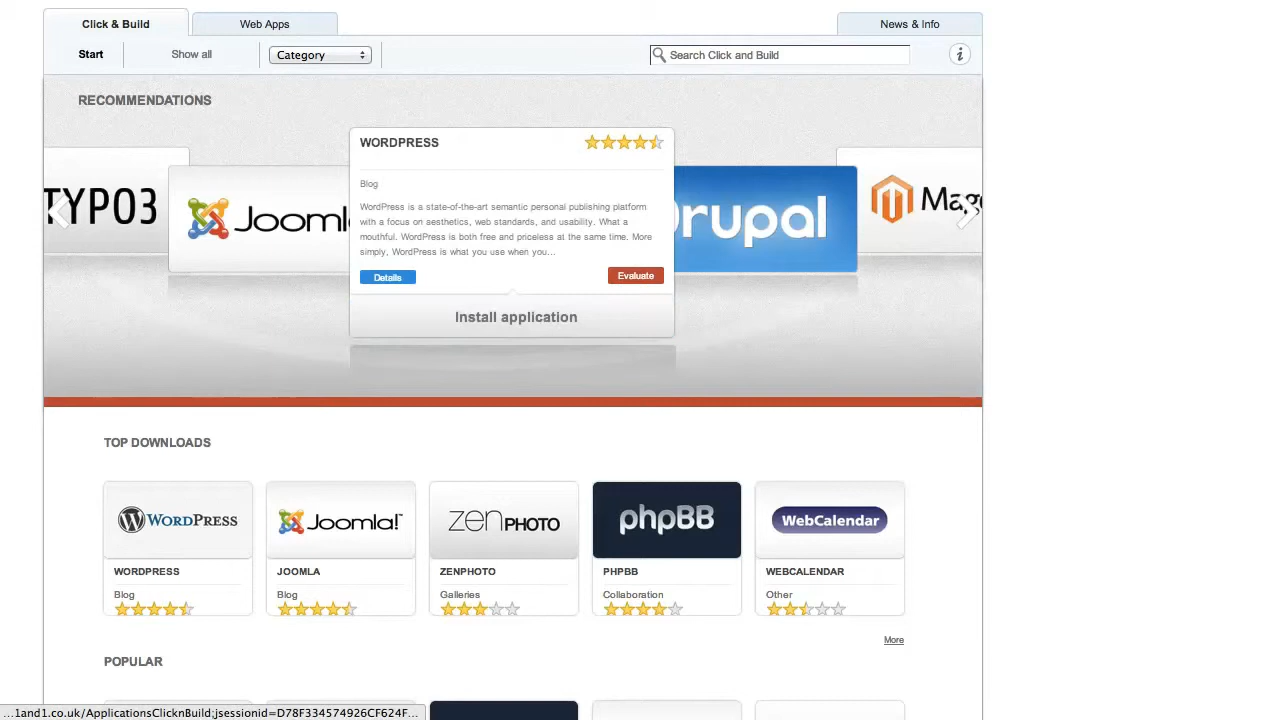 Click & Build
Web Apps
News & Info
Start
Show all
Category
Search Click and Build
i
RECOMMENDATIONS
TYPO3
Jooml
WORDPRESS
Blog
WordPress is a state-of-the-art semantic personal publishing platform
with a focus on aesthetics, web standards, and usability. What a
mouthful. WordPress is both free and priceless at the same time. More
simply, WordPress is what you use when you...
Details
Evaluate
Install application
Drupal
Mag
TOP DOWNLOADS
WORDPRESS
Joomla!™
ZENPHOTO
phpBB
WebCalendar
WORDPRESS
JOOMLA
ZENPHOTO
PHPBB
WEBCALENDAR
Blog
Blog
Galleries
Collaboration
Other
More
POPULAR
...1and1.co.uk/ApplicationsClicknBuild;jsessionid=D78F334574926CF624F...